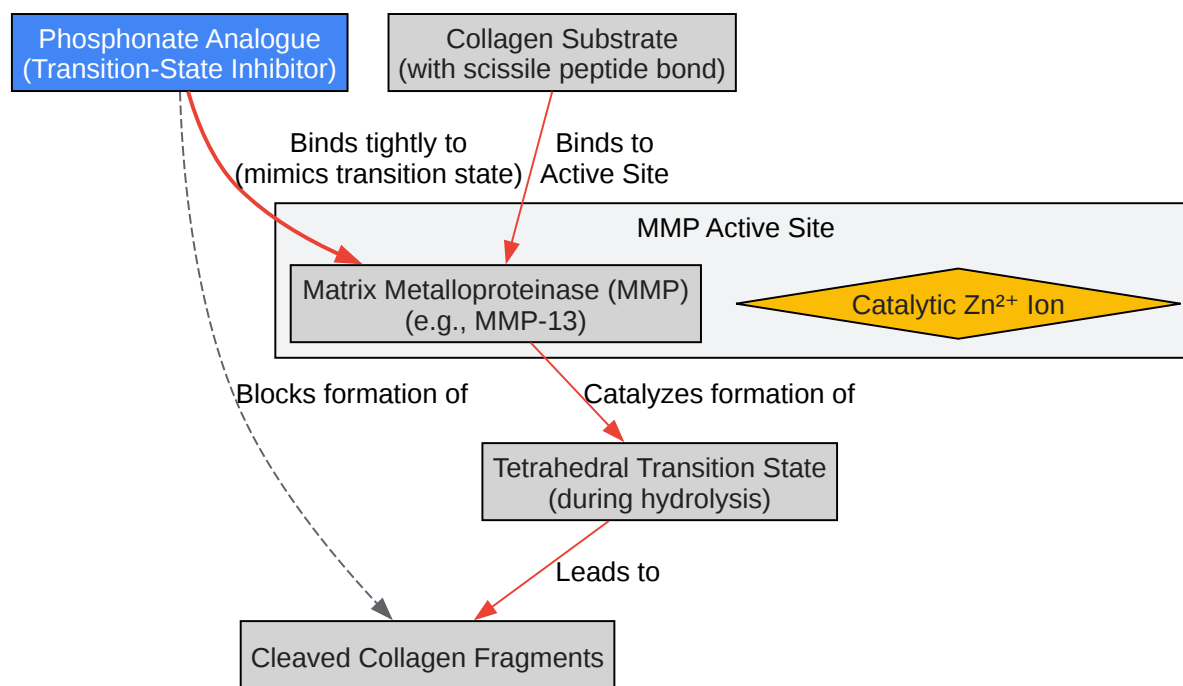 Phosphonate Analogue
(Transition-State Inhibitor)
Collagen Substrate
(with scissile peptide bond)
Binds tightly to
(mimics transition state)
Binds to
Active Site
MMP Active Site
Matrix Metalloproteinase (MMP)
(e.g., MMP-13)
Catalytic Zn²⁺ Ion
Blocks formation of
Catalyzes formation of
Tetrahedral Transition State
(during hydrolysis)
Leads to
Cleaved Collagen Fragments